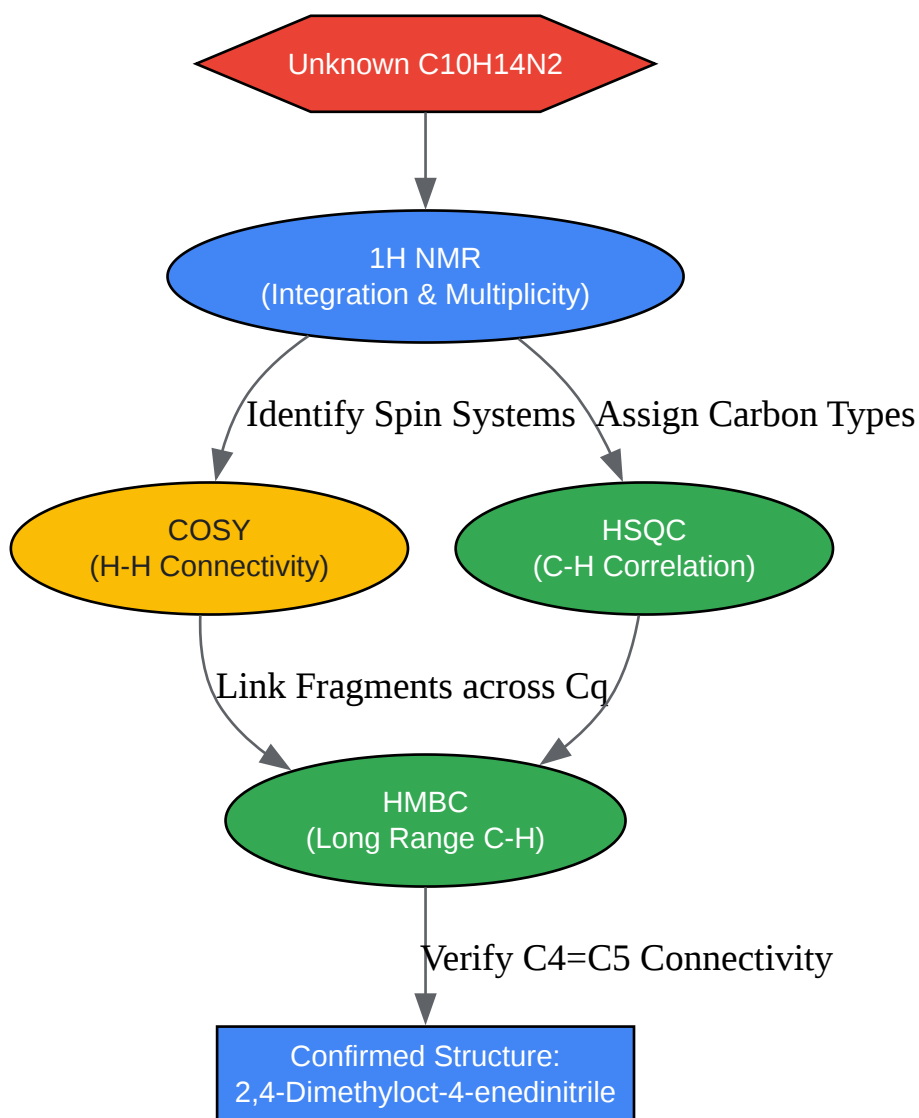 Unknown C10H14N2
1H NMR
(Integration & Multiplicity)
Identify Spin Systems
Assign Carbon Types
COSY
(H-H Connectivity)
HSQC
(C-H Correlation)
Link Fragments across Cq
HMBC
(Long Range C-H)
Verify C4=C5 Connectivity
Confirmed Structure:
2,4-Dimethyloct-4-enedinitrile